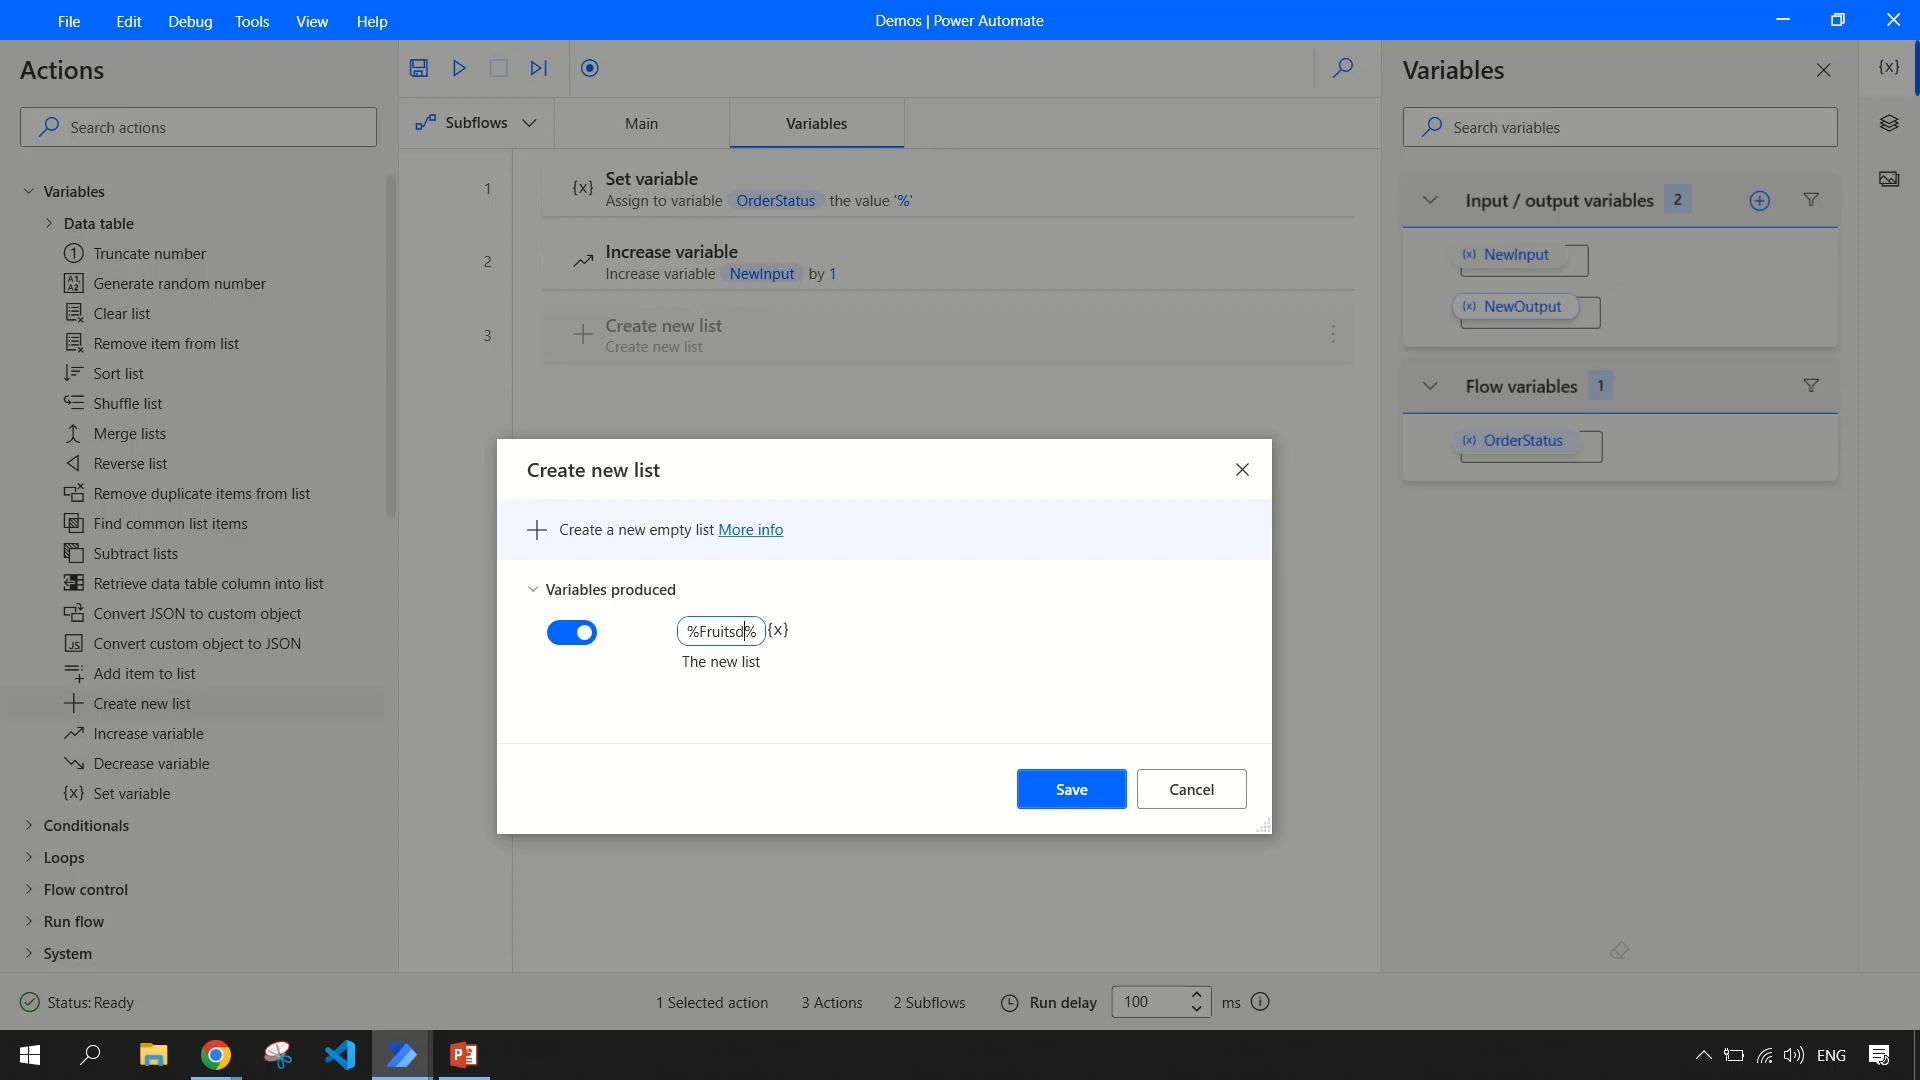 File Edit Debug Tools View Help
Demos | Power Automate
Actions
Search actions
Variables
Data table
Truncate number
Generate random number
Clear list
Remove item from list
Sort list
Shuffle list
Merge lists
Reverse list
Remove duplicate items from list
Find common list items
Subtract lists
Retrieve data table column into list
Convert JSON to custom object
Convert custom object to JSON
Add item to list
Create new list
Increase variable
Decrease variable
{x} Set variable
Conditionals
Loops
Flow control
Run flow
System
Subflows
Main
Variables
1
{x} Set variable
Assign to variable OrderStatus the value '%'
2
Increase variable
Increase variable NewInput by 1
3
Create new list
Create new list
Create new list
Create a new empty list More info
Variables produced
%Fruitsd% {x}
The new list
Save
Cancel
Variables
{x}
Search variables
Input / output variables 2
(x) NewInput
(x) NewOutput
Flow variables 1
(x) OrderStatus
Status: Ready
1 Selected action
3 Actions
2 Subflows
Run delay
100
ms
ENG